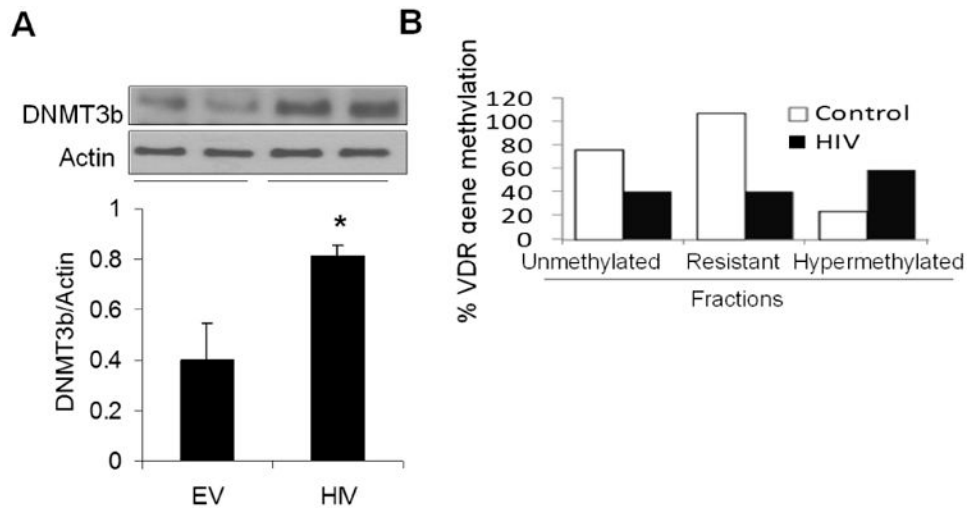 A
DNMT3b
Actin
DNMT3b/Actin
1
0.8
0.6
0.4
0.2
0
*
EV
HIV
B
% VDR gene methylation
120
100
80
60
40
20
0
Control
HIV
Unmethylated
Resistant
Hypermethylated
Fractions